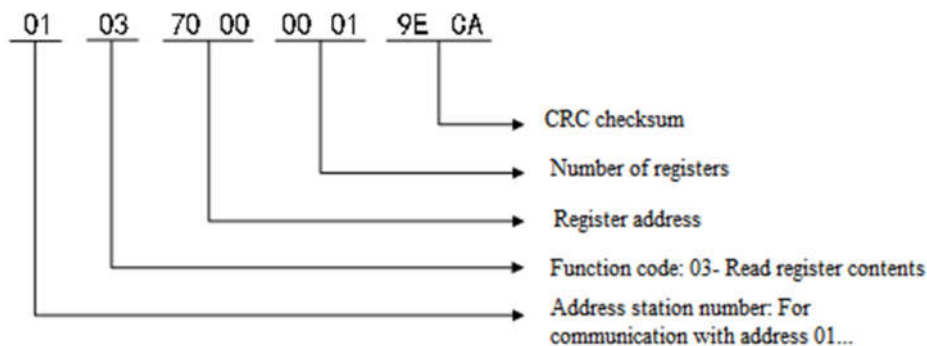 01 03 70 00 00 01 9E CA
CRC checksum
Number of registers
Register address
Function code: 03- Read register contents
Address station number: For
communication with address 01...